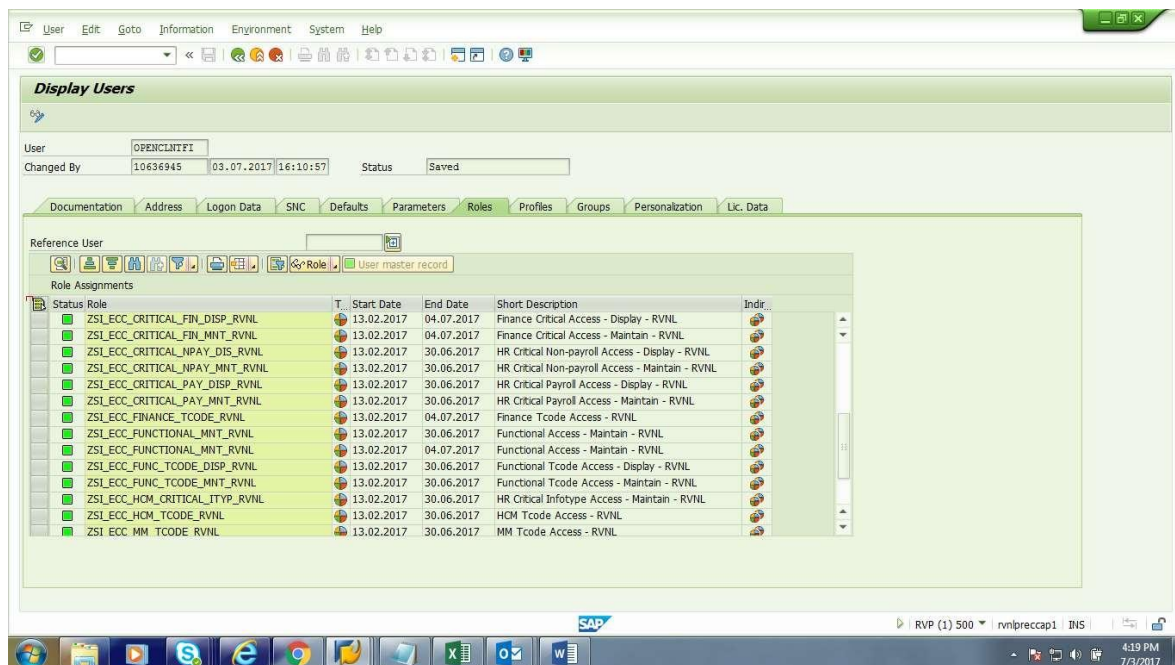 User Edit Goto Information Environment System Help
Display Users
User OPENCLNTFI
Changed By 10636945 03.07.2017 16:10:57 Status Saved
Documentation Address Logon Data SNC Defaults Parameters Roles Profiles Groups Personalization Lic. Data
Reference User
Role User master record
Role Assignments
Status Role T... Start Date End Date Short Description Indir...
ZSI_ECC_CRITICAL_FIN_DISP_RVNL 13.02.2017 04.07.2017 Finance Critical Access - Display - RVNL
ZSI_ECC_CRITICAL_FIN_MNT_RVNL 13.02.2017 04.07.2017 Finance Critical Access - Maintain - RVNL
ZSI_ECC_CRITICAL_NPAY_DIS_RVNL 13.02.2017 30.06.2017 HR Critical Non-payroll Access - Display - RVNL
ZSI_ECC_CRITICAL_NPAY_MNT_RVNL 13.02.2017 30.06.2017 HR Critical Non-payroll Access - Maintain - RVNL
ZSI_ECC_CRITICAL_PAY_DISP_RVNL 13.02.2017 30.06.2017 HR Critical Payroll Access - Display - RVNL
ZSI_ECC_CRITICAL_PAY_MNT_RVNL 13.02.2017 30.06.2017 HR Critical Payroll Access - Maintain - RVNL
ZSI_ECC_FINANCE_TCODE_RVNL 13.02.2017 04.07.2017 Finance Tcode Access - RVNL
ZSI_ECC_FUNCTIONAL_MNT_RVNL 13.02.2017 30.06.2017 Functional Access - Maintain - RVNL
ZSI_ECC_FUNCTIONAL_MNT_RVNL 13.02.2017 04.07.2017 Functional Access - Maintain - RVNL
ZSI_ECC_FUNC_TCODE_DISP_RVNL 13.02.2017 30.06.2017 Functional Tcode Access - Display - RVNL
ZSI_ECC_FUNC_TCODE_MNT_RVNL 13.02.2017 30.06.2017 Functional Tcode Access - Maintain - RVNL
ZSI_ECC_HCM_CRITICAL_ITYP_RVNL 13.02.2017 30.06.2017 HR Critical Infotype Access - Maintain - RVNL
ZSI_ECC_HCM_TCODE_RVNL 13.02.2017 30.06.2017 HCM Tcode Access - RVNL
ZSI_ECC_MM_TCODE_RVNL 13.02.2017 30.06.2017 MM Tcode Access - RVNL
SAP RVP (1) 500 rvnlpreccap1 INS
4:19 PM
7/3/2017